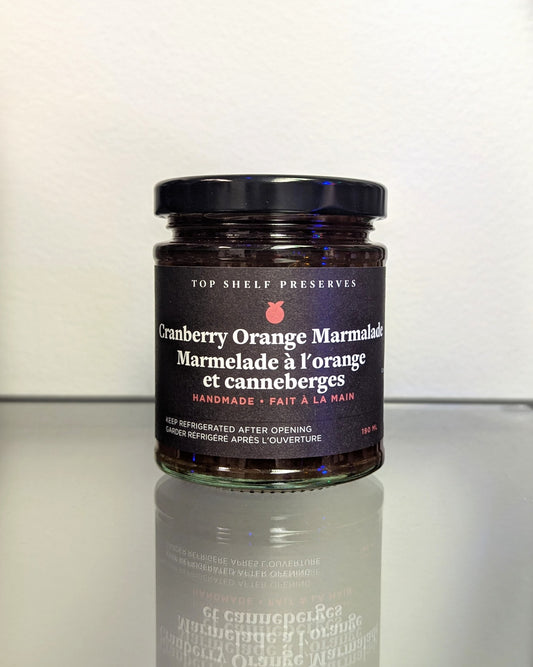 TOP SHELF PRESERVES
Cranberry Orange Marmalade
Marmelade à l'orange
et canneberges
HANDMADE • FAIT À LA MAIN
KEEP REFRIGERATED AFTER OPENING
GARDER RÉFRIGÉRÉ APRÈS L'OUVERTURE
190 ML